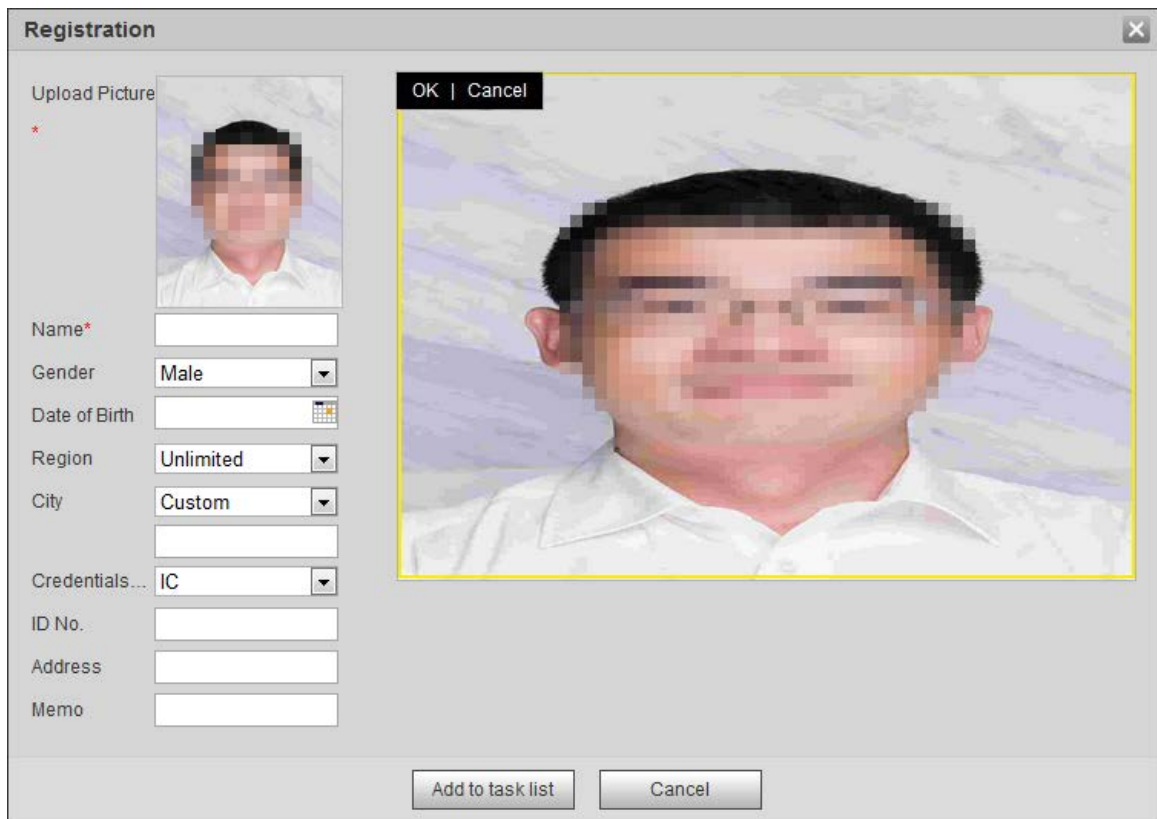 Registration
Upload Picture
*
OK | Cancel
Name*
Gender Male
Date of Birth
Region Unlimited
City Custom
Credentials... IC
ID No.
Address
Memo
Add to task list Cancel